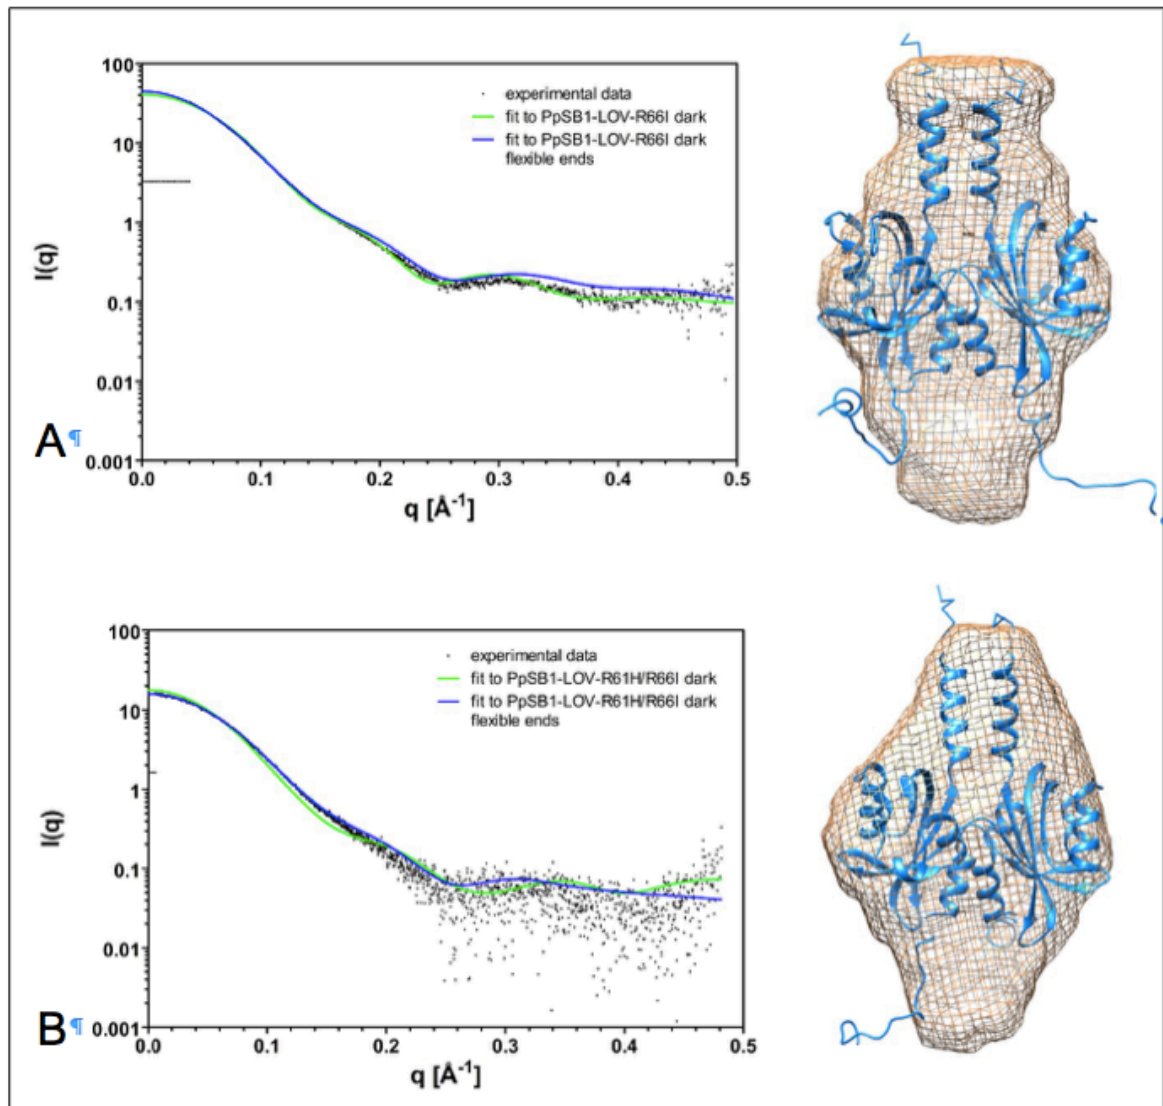 100
10
1
0.1
0.01
0.001
I(q)
experimental data
fit to PpSB1-LOV-R66I dark
fit to PpSB1-LOV-R66I dark
flexible ends
A¶
0.0 0.1 0.2 0.3 0.4 0.5
q [Å-1]
100
10
1
0.1
0.01
0.001
I(q)
experimental data
fit to PpSB1-LOV-R61H/R66I dark
fit to PpSB1-LOV-R61H/R66I dark
flexible ends
B¶
0.0 0.1 0.2 0.3 0.4 0.5
q [Å-1]